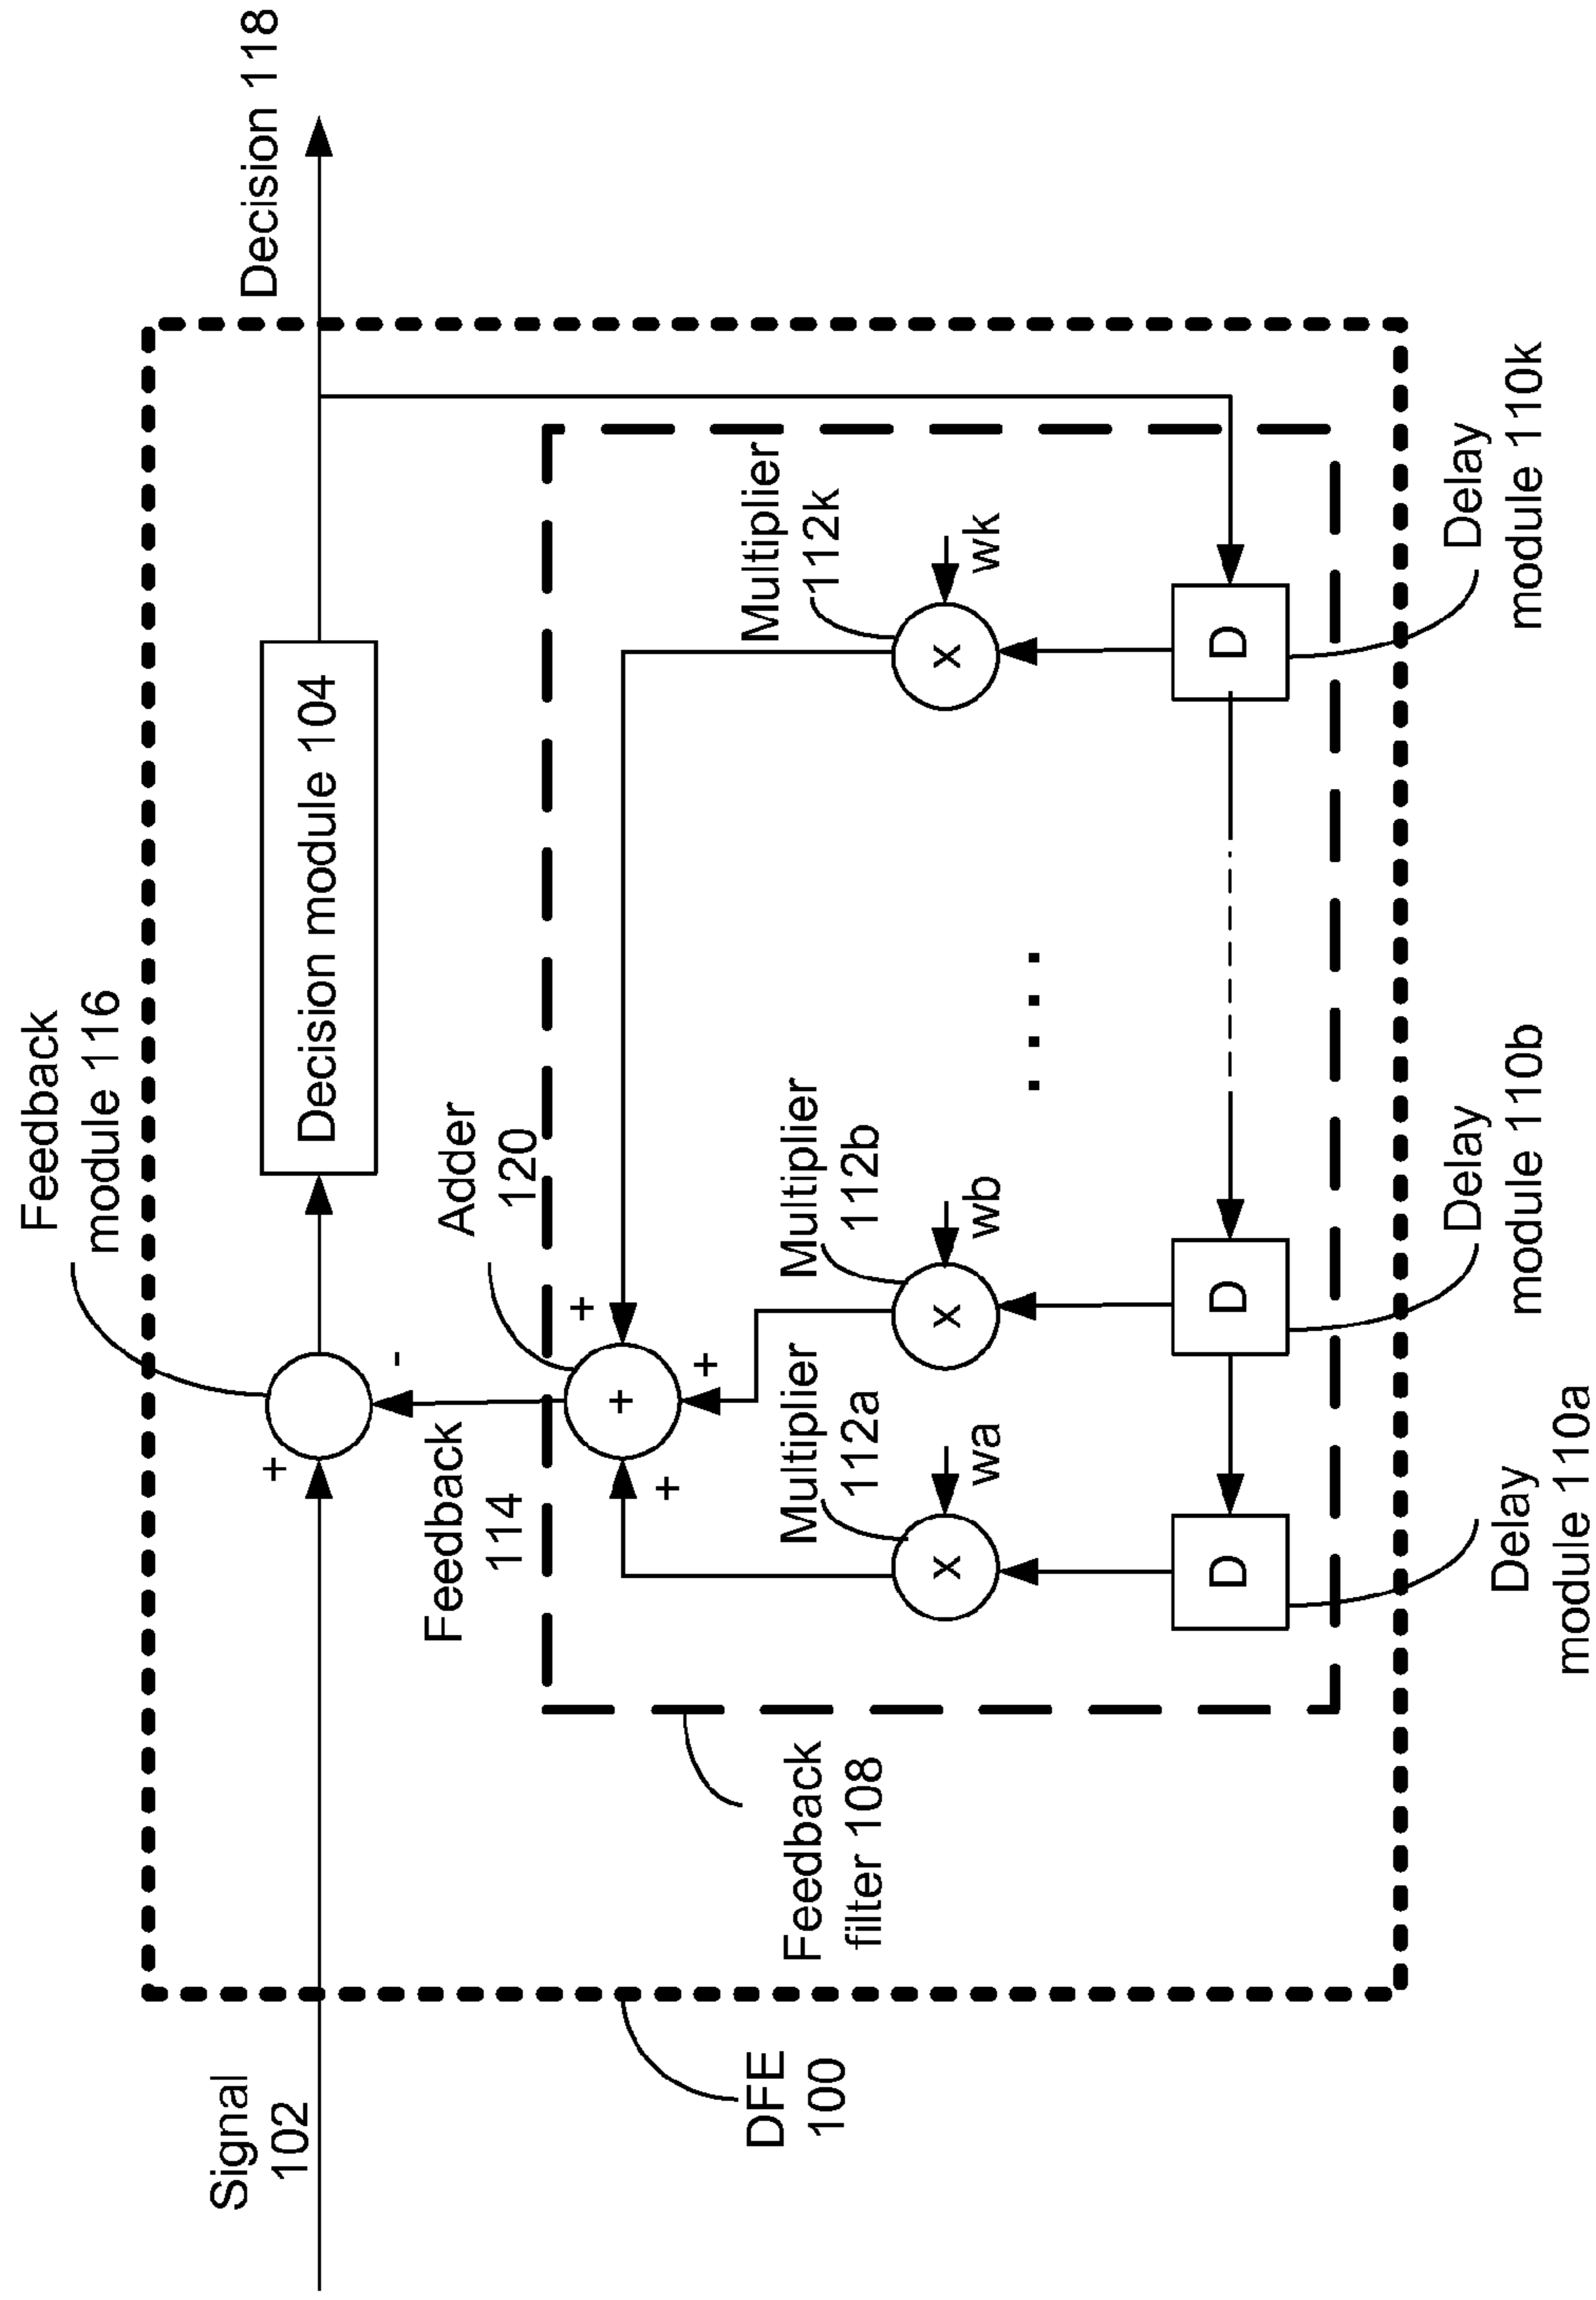 Feedback
module 116
Signal
102
Decision 118
+
Decision module 104
-
Feedback
114
Adder
120
+
+
+
+
Multiplier
112a
Multiplier
112b
Multiplier
112k
X
wa
X
wb
X
wk
. . . .
D
D
D
Feedback
filter 108
DFE
100
Delay
module 110a
Delay
module 110b
Delay
module 110k